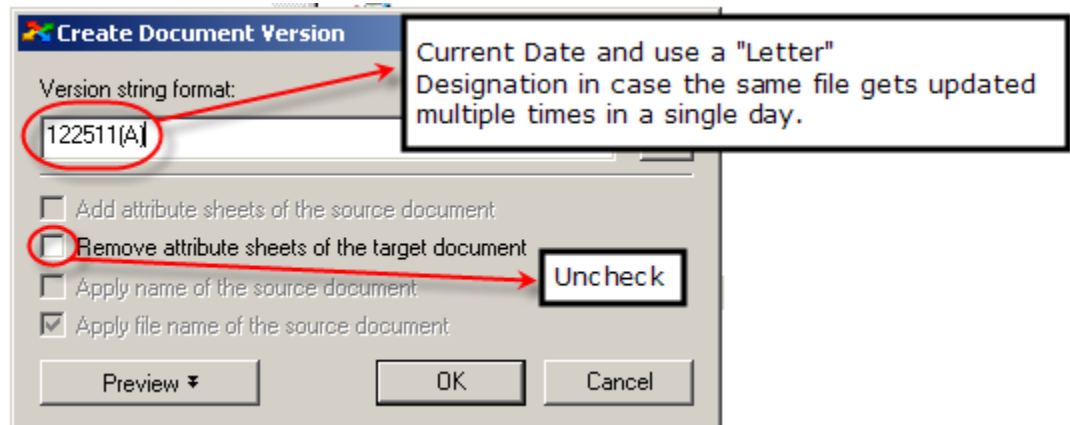 Create Document Version
Current Date and use a "Letter"
Designation in case the same file gets updated
multiple times in a single day.
Version string format:
122511(A)
Add attribute sheets of the source document
Remove attribute sheets of the target document
Uncheck
Apply name of the source document
Apply file name of the source document
Preview
OK
Cancel